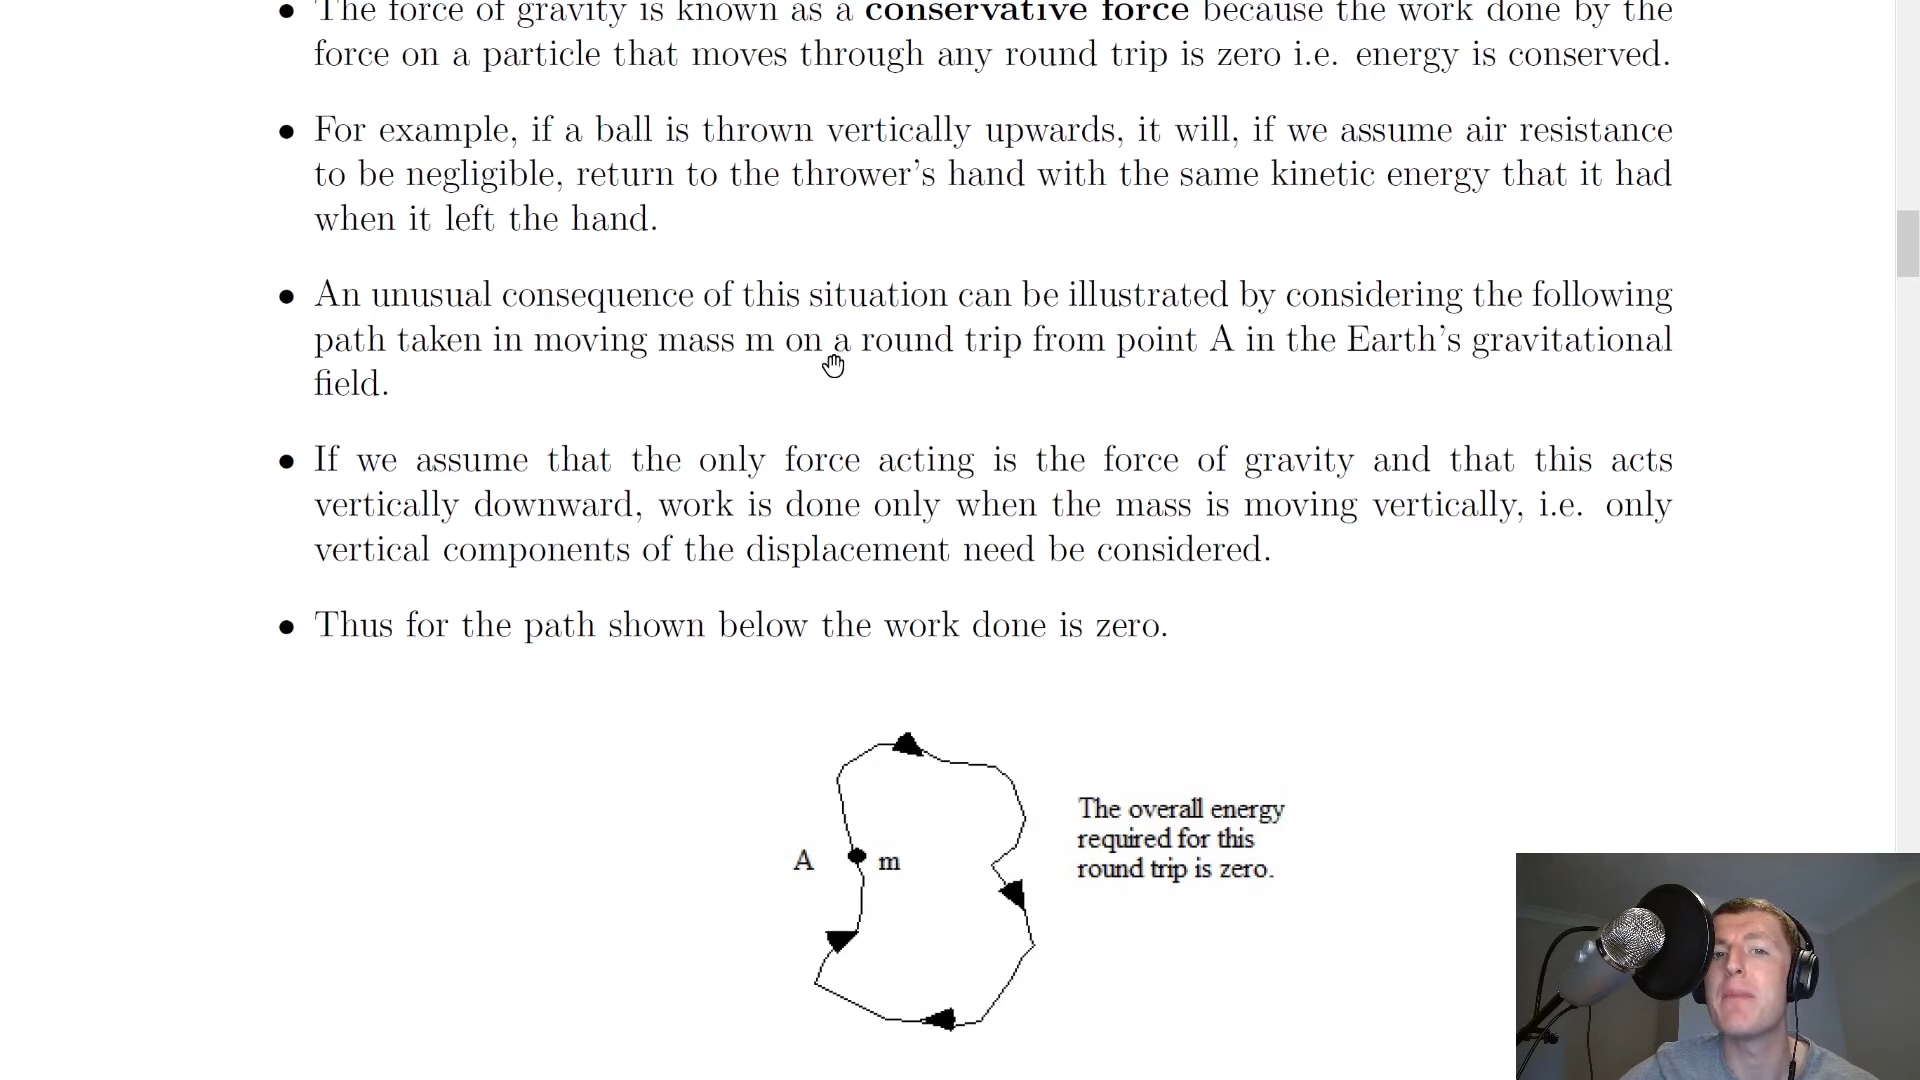 • The force of gravity is known as a conservative force because the work done by the
force on a particle that moves through any round trip is zero i.e. energy is conserved.
• For example, if a ball is thrown vertically upwards, it will, if we assume air resistance
to be negligible, return to the thrower's hand with the same kinetic energy that it had
when it left the hand.
• An unusual consequence of this situation can be illustrated by considering the following
path taken in moving mass m on a round trip from point A in the Earth's gravitational
field.
• If we assume that the only force acting is the force of gravity and that this acts
vertically downward, work is done only when the mass is moving vertically, i.e. only
vertical components of the displacement need be considered.
• Thus for the path shown below the work done is zero.
A m
The overall energy
required for this
round trip is zero.